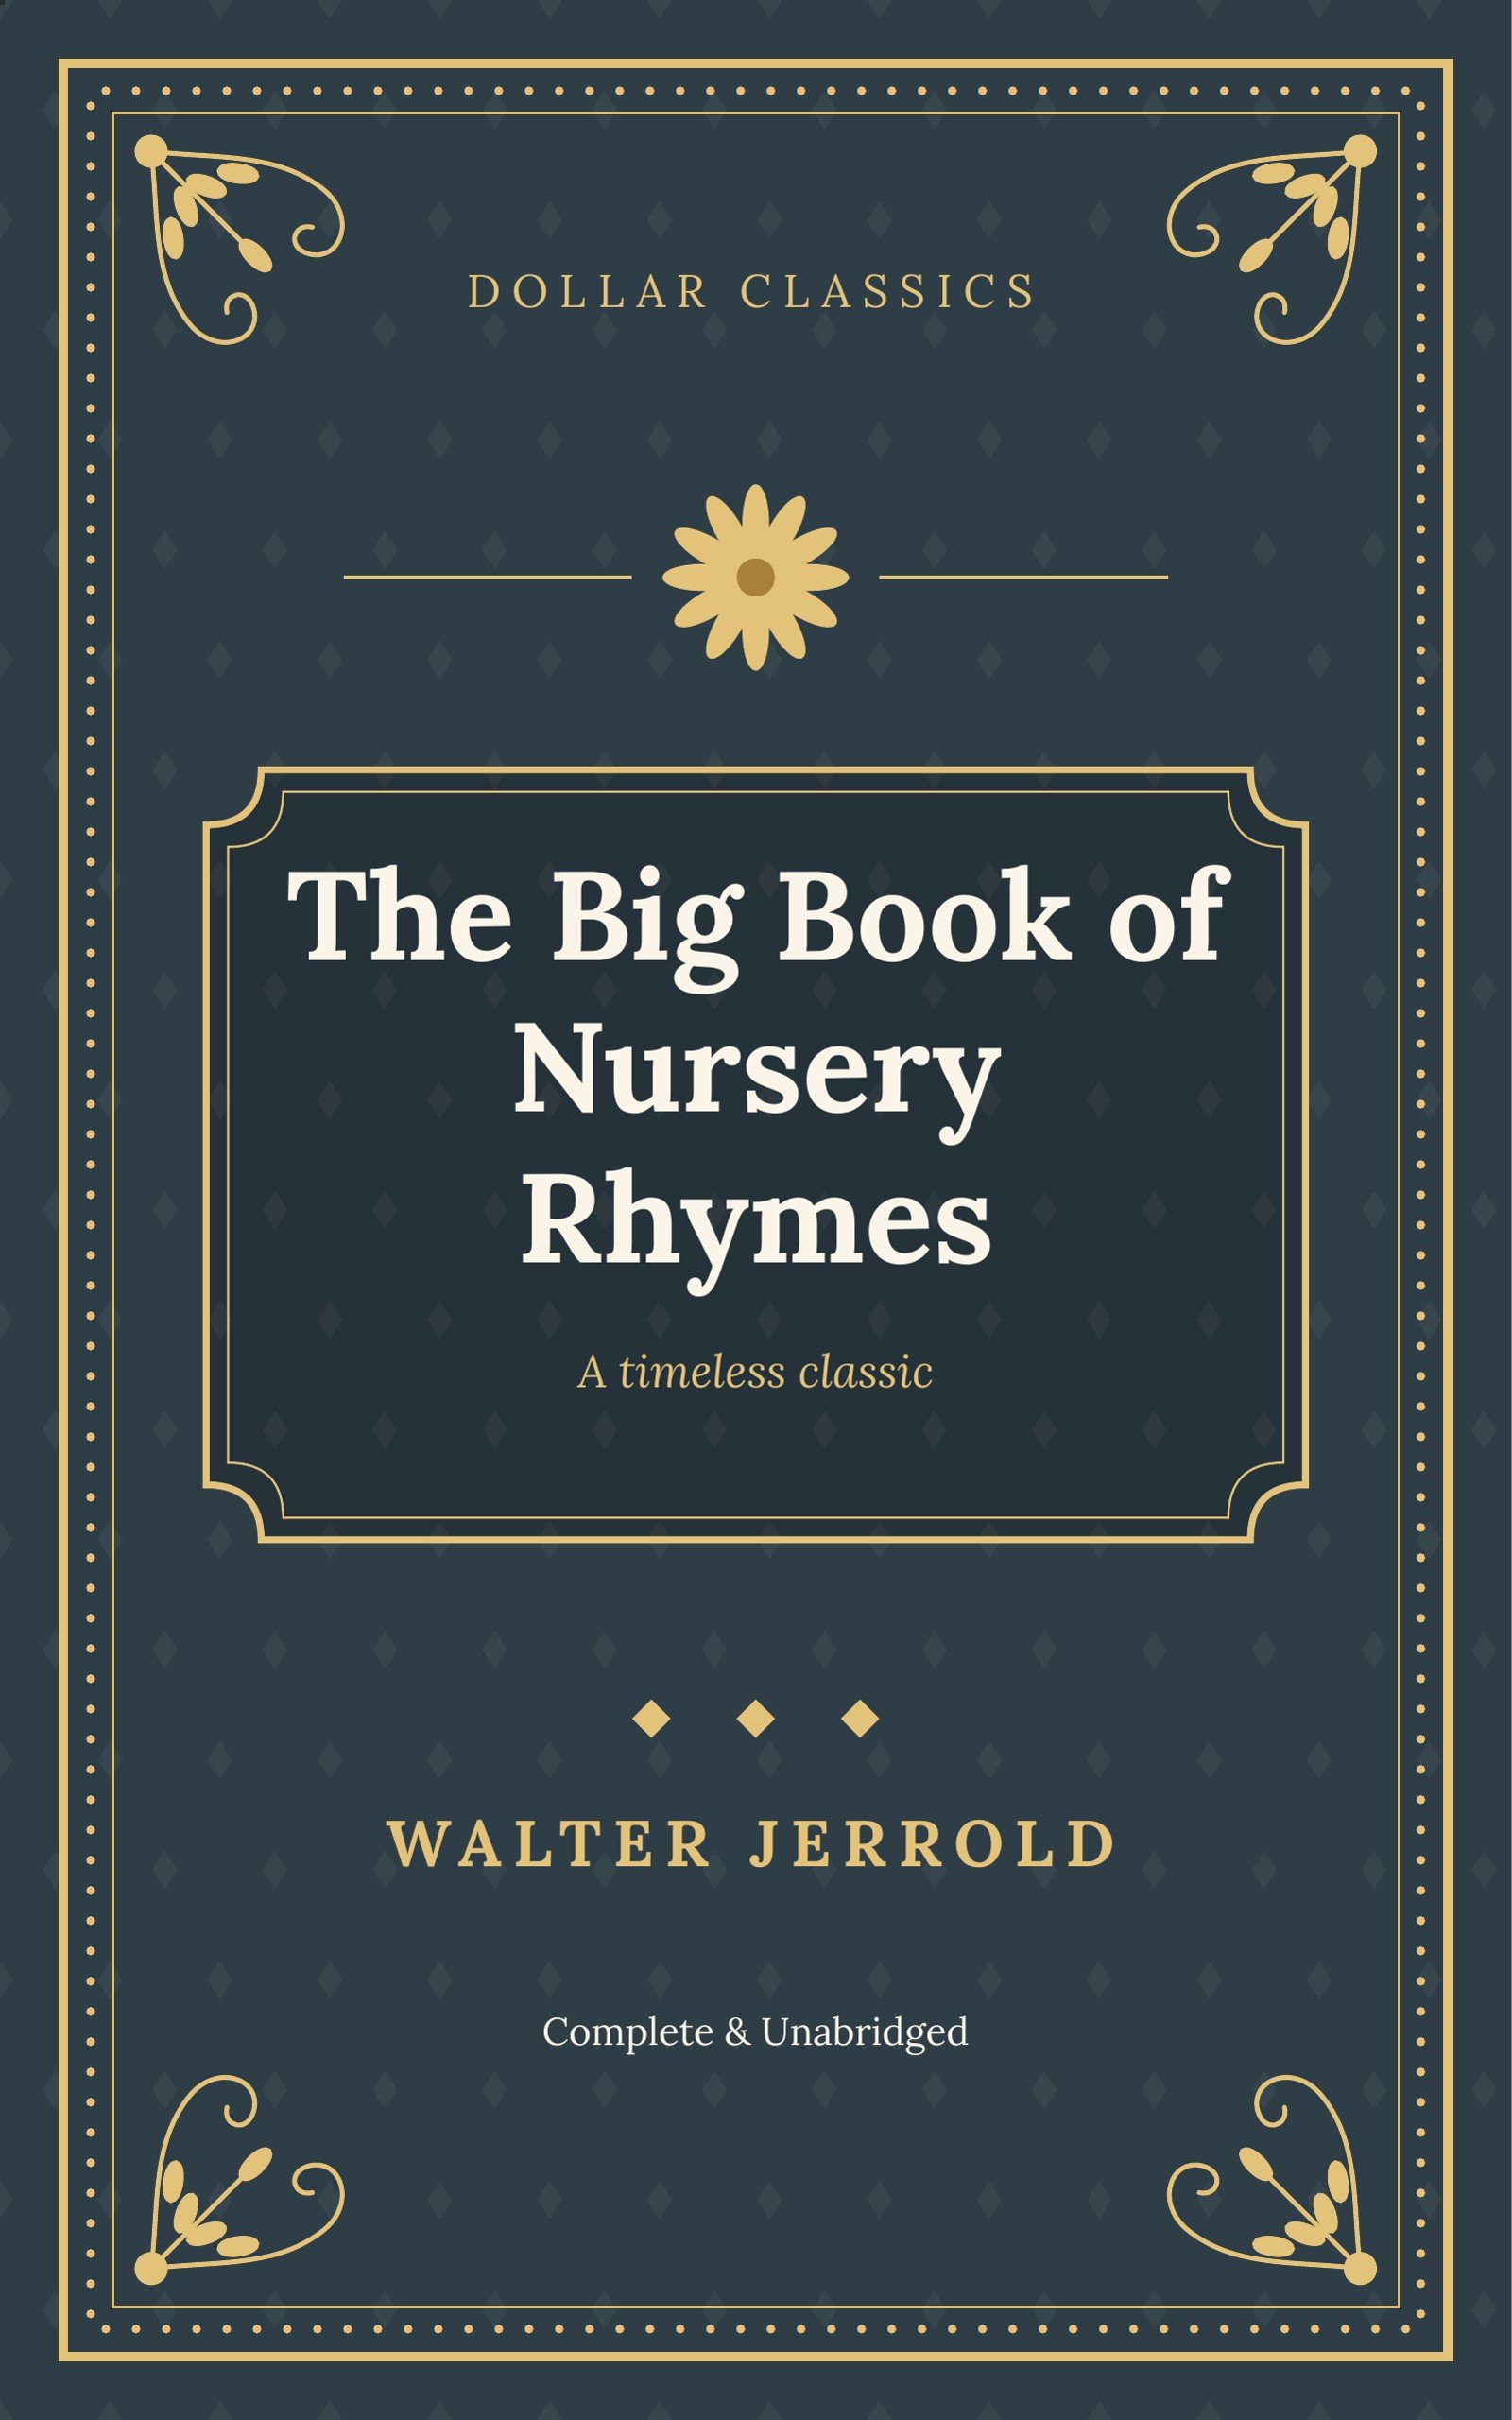 DOLLAR CLASSICS
The Big Book of
Nursery
Rhymes
A timeless classic
WALTER JERROLD
Complete & Unabridged